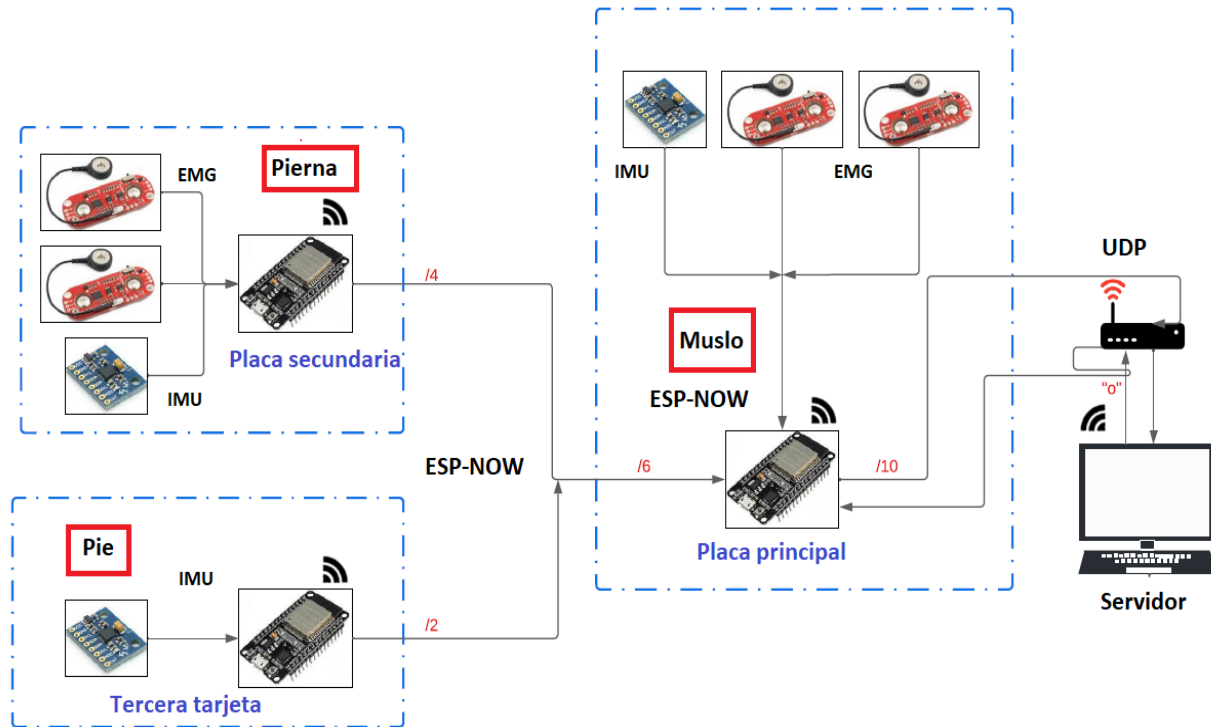 EMG
Pierna
Placa secundaria
IMU
/4
ESP-NOW
Pie
IMU
/2
Tercera tarjeta
IMU
EMG
Muslo
ESP-NOW
/6
/10
Placa principal
UDP
"o"
Servidor